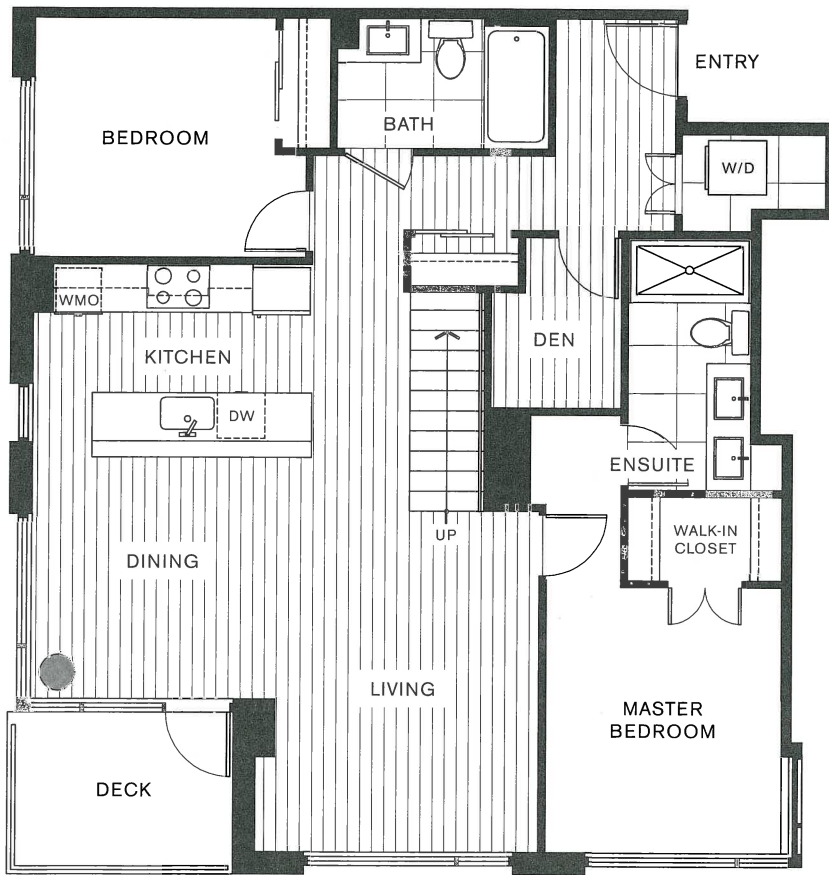 ENTRY
BATH
BEDROOM
W/D
WMO
DEN
KITCHEN
DW
ENSUITE
UP
WALK-IN
CLOSET
DINING
LIVING
MASTER
BEDROOM
DECK